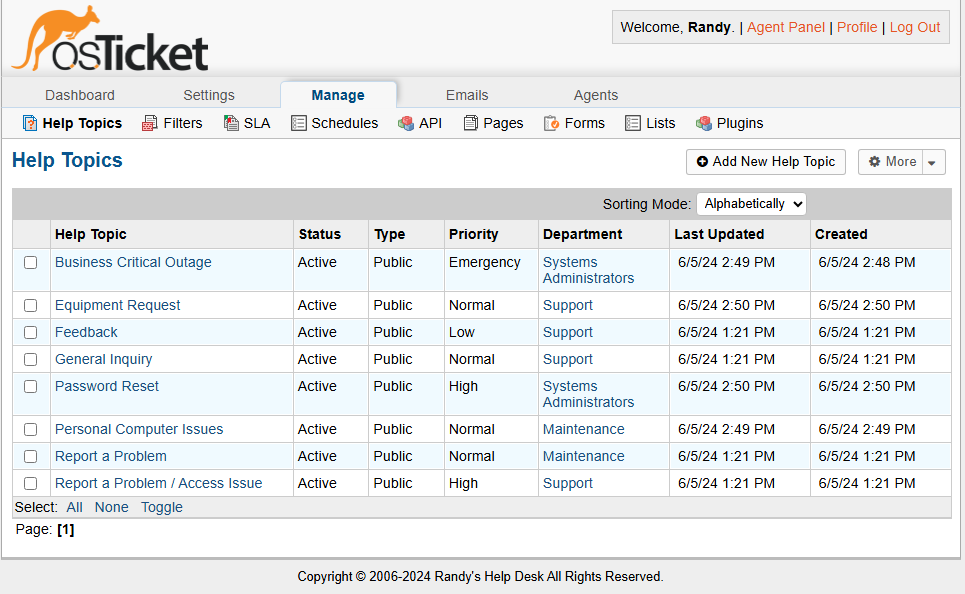 osTicket
Welcome, Randy. | Agent Panel | Profile | Log Out
Dashboard Settings Manage Emails Agents
Help Topics Filters SLA Schedules API Pages Forms Lists Plugins
Help Topics
Add New Help Topic More
Sorting Mode: Alphabetically
Help Topic Status Type Priority Department Last Updated Created
Business Critical Outage Active Public Emergency Systems Administrators 6/5/24 2:49 PM 6/5/24 2:48 PM
Equipment Request Active Public Normal Support 6/5/24 2:50 PM 6/5/24 2:50 PM
Feedback Active Public Low Support 6/5/24 1:21 PM 6/5/24 1:21 PM
General Inquiry Active Public Normal Support 6/5/24 1:21 PM 6/5/24 1:21 PM
Password Reset Active Public High Systems Administrators 6/5/24 2:50 PM 6/5/24 2:50 PM
Personal Computer Issues Active Public Normal Maintenance 6/5/24 2:49 PM 6/5/24 2:49 PM
Report a Problem Active Public Normal Maintenance 6/5/24 1:21 PM 6/5/24 1:21 PM
Report a Problem / Access Issue Active Public High Support 6/5/24 1:21 PM 6/5/24 1:21 PM
Select: All None Toggle
Page: [1]
Copyright © 2006-2024 Randy's Help Desk All Rights Reserved.